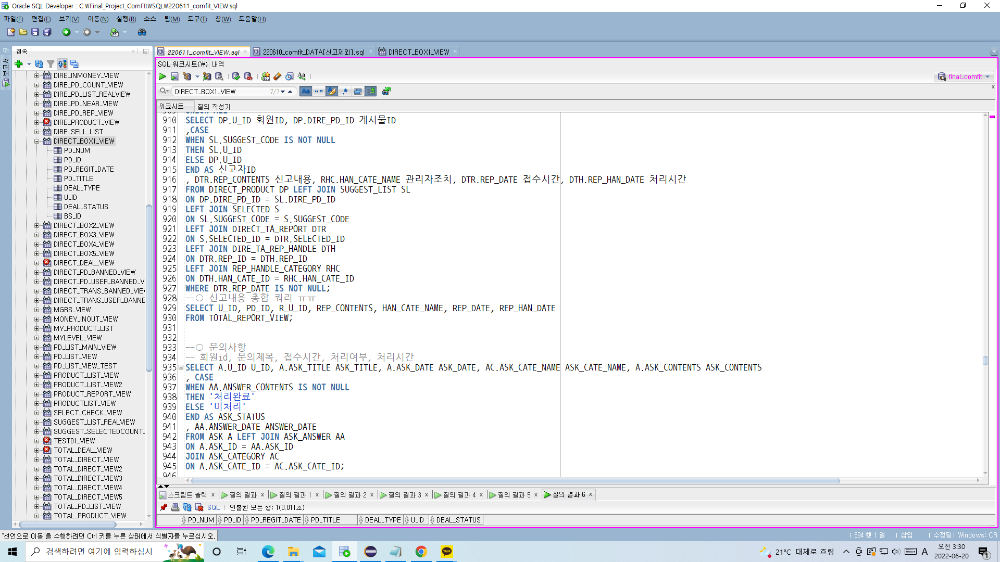 Oracle SQL Developer : C:₩Final_Project_ComFIt₩SQL₩220611_comfit_VIEW.sql
파일(F) 편집(E) 보기(V) 이동(N) 실행(R) 소스 팀(M) 도구(T) 창(W) 도움말(H)
접속
보고서
DIRE_INMONEY_VIEW
DIRE_PD_COUNT_VIEW
DIRE_PD_LIST_REALVIEW
DIRE_PD_NEAR_VIEW
DIRE_PD_REP_VIEW
DIRE_PRODUCT_VIEW
DIRE_SELL_LIST
DIRECT_BOX1_VIEW
PD_NUM
PD_ID
PD_REGIT_DATE
PD_TITLE
DEAL_TYPE
U_ID
DEAL_STATUS
BS_ID
DIRECT_BOX2_VIEW
DIRECT_BOX3_VIEW
DIRECT_BOX4_VIEW
DIRECT_BOX5_VIEW
DIRECT_DEAL_VIEW
DIRECT_PD_BANNED_VIEW
DIRECT_PD_USER_BANNED_V
DIRECT_TRANS_BANNED_VIEW
DIRECT_TRANS_USER_BANNE
MGRS_VIEW
MONEY_INOUT_VIEW
MY_PRODUCT_LIST
MYLEVEL_VIEW
PD_LIST_MAIN_VIEW
PD_LIST_VIEW
PD_LIST_VIEW_TEST
PRODUCT_LIST_VIEW
PRODUCT_LIST_VIEW2
PRODUCT_REPORT_VIEW
PRODUCTLIST_VIEW
SELECT_CHECK_VIEW
SUGGEST_LIST_REALVIEW
SUGGEST_SELECTEDCOUNT_
TEST01_VIEW
TOTAL_DEAL_VIEW
TOTAL_DIRECT_VIEW
TOTAL_DIRECT_VIEW2
TOTAL_DIRECT_VIEW3
TOTAL_DIRECT_VIEW4
TOTAL_DIRECT_VIEW5
TOTAL_PD_LIST_VIEW
TOTAL_PRODUCT_VIEW
220611_comfit_VIEW.sql 220610_comfit_DATA[신고제외].sql DIRECT_BOX1_VIEW
SQL 워크시트(W) 내역
final_comfit
DIRECT_BOX1_VIEW 7/7
워크시트 질의 작성기
909 UNION ALL
910 SELECT DP.U_ID 회원ID, DP.DIRE_PD_ID 게시물ID
911 ,CASE
912 WHEN SL.SUGGEST_CODE IS NOT NULL
913 THEN SL.U_ID
914 ELSE DP.U_ID
915 END AS 신고자ID
916 , DTR.REP_CONTENTS 신고내용, RHC.HAN_CATE_NAME 관리자조치, DTR.REP_DATE 접수시간, DTH.REP_HAN_DATE 처리시간
917 FROM DIRECT_PRODUCT DP LEFT JOIN SUGGEST_LIST SL
918 ON DP.DIRE_PD_ID = SL.DIRE_PD_ID
919 LEFT JOIN SELECTED S
920 ON SL.SUGGEST_CODE = S.SUGGEST_CODE
921 LEFT JOIN DIRECT_TA_REPORT DTR
922 ON S.SELECTED_ID = DTR.SELECTED_ID
923 LEFT JOIN DIRE_TA_REP_HANDLE DTH
924 ON DTR.REP_ID = DTH.REP_ID
925 LEFT JOIN REP_HANDLE_CATEGORY RHC
926 ON DTH.HAN_CATE_ID = RHC.HAN_CATE_ID
927 WHERE DTR.REP_DATE IS NOT NULL;
928 --○ 신고내용 총합 쿼리 ㅠㅠ
929 SELECT U_ID, PD_ID, R_U_ID, REP_CONTENTS, HAN_CATE_NAME, REP_DATE, REP_HAN_DATE
930 FROM TOTAL_REPORT_VIEW;
931
932
933 --○ 문의사항
934 -- 회원id, 문의제목, 접수시간, 처리여부, 처리시간
935 SELECT A.U_ID U_ID, A.ASK_TITLE ASK_TITLE, A.ASK_DATE ASK_DATE, AC.ASK_CATE_NAME ASK_CATE_NAME, A.ASK_CONTENTS ASK_CONTENTS
936 , CASE
937 WHEN AA.ANSWER_CONTENTS IS NOT NULL
938 THEN '처리완료'
939 ELSE '미처리'
940 END AS ASK_STATUS
941 , AA.ANSWER_DATE ANSWER_DATE
942 FROM ASK A LEFT JOIN ASK_ANSWER AA
943 ON A.ASK_ID = AA.ASK_ID
944 JOIN ASK_CATEGORY AC
945 ON A.ASK_CATE_ID = AC.ASK_CATE_ID;
946
스크립트 출력 질의 결과 질의 결과 1 질의 결과 2 질의 결과 3 질의 결과 4 질의 결과 5 질의 결과 6
SQL 인출된 모든 행: 1(0.011초)
PD_NUM PD_ID PD_REGIT_DATE PD_TITLE DEAL_TYPE U_ID DEAL_STATUS
"선언으로 이동"을 수행하려면 Ctrl 키를 누른 상태에서 식별자를 누르십시오.
694 행 1 열 삽입 수정됨 Windows: CR
검색하려면 여기에 입력하십시
TALK
21°C 대체로 흐림
A
오전 3:30
2022-06-20
1